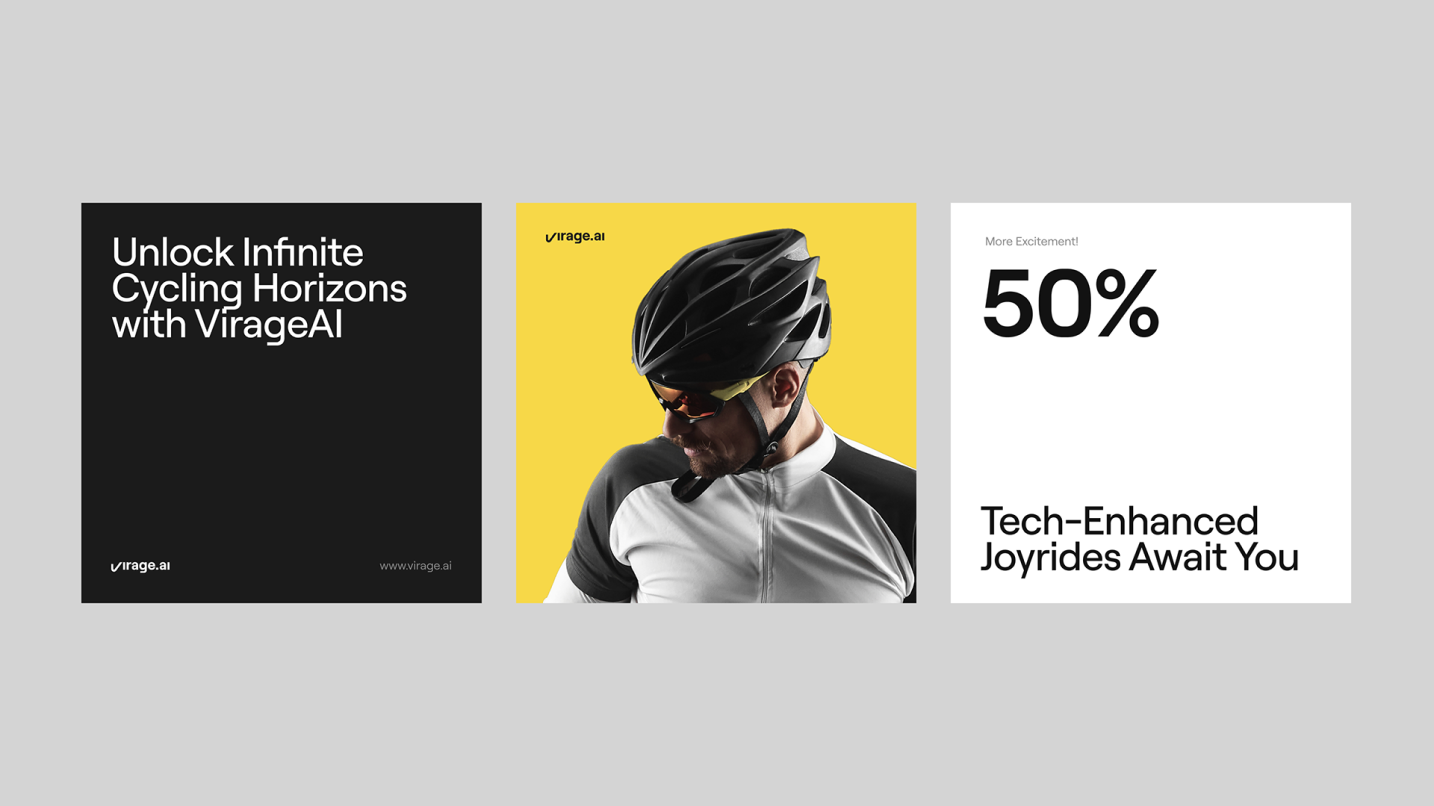 Unlock Infinite
Cycling Horizons
with VirageAI
virage.ai
www.virage.ai
virage.ai
More Excitement!
50%
Tech-Enhanced
Joyrides Await You